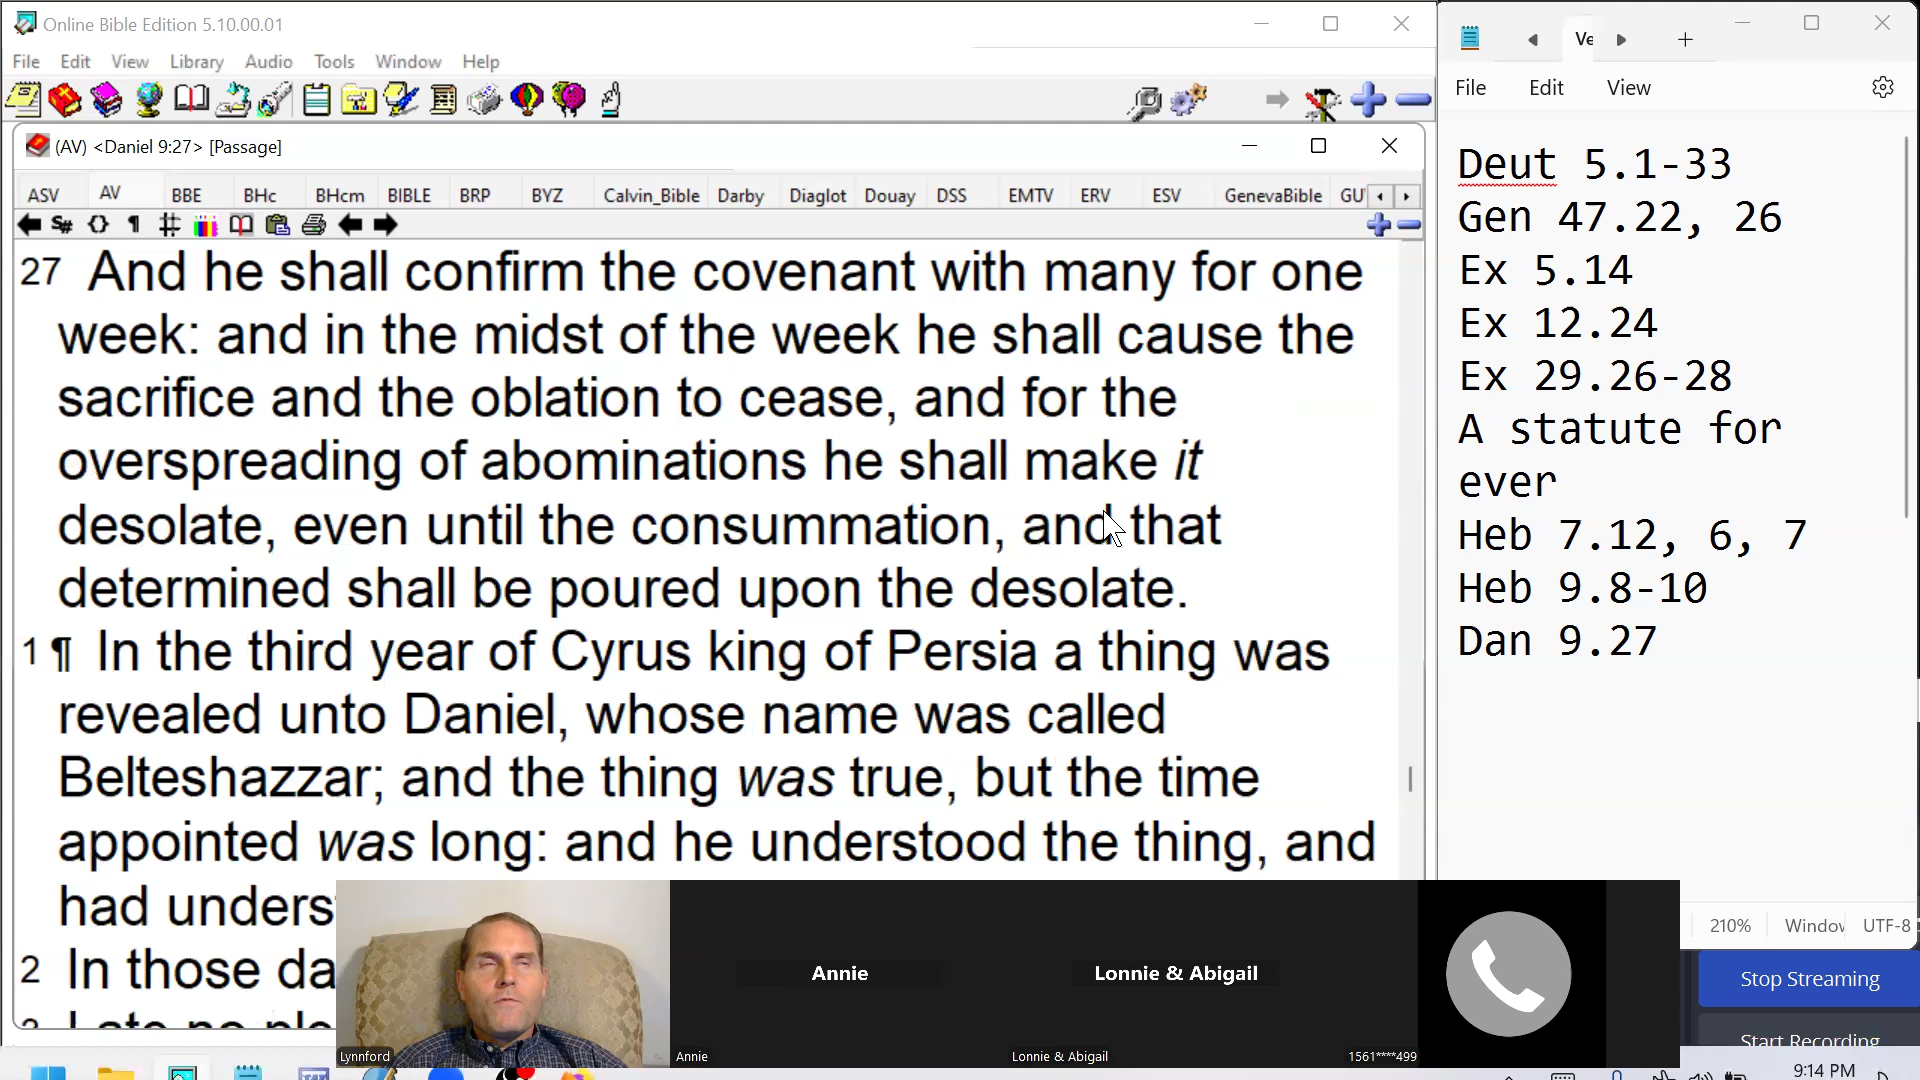 Online Bible Edition 5.10.00.01
File Edit View Library Audio Tools Window Help
(AV) <Daniel 9:27> [Passage]
ASV AV BBE BHc BHcm BIBLE BRP BYZ Calvin_Bible Darby Diaglot Douay DSS EMTV ERV ESV GenevaBible
27 And he shall confirm the covenant with many for one
week: and in the midst of the week he shall cause the
sacrifice and the oblation to cease, and for the
overspreading of abominations he shall make it
desolate, even until the consummation, and that
determined shall be poured upon the desolate.
1 ¶ In the third year of Cyrus king of Persia a thing was
revealed unto Daniel, whose name was called
Belteshazzar; and the thing was true, but the time
appointed was long: and he understood the thing, and
had unders
2 In those da
File Edit View
Deut 5.1-33
Gen 47.22, 26
Ex 5.14
Ex 12.24
Ex 29.26-28
A statute for
ever
Heb 7.12, 6, 7
Heb 9.8-10
Dan 9.27
210% Window UTF-8
Annie
Lonnie & Abigail
Lynnford
Annie
Lonnie & Abigail
1561****499
Stop Streaming
Start Recording
9:14 PM